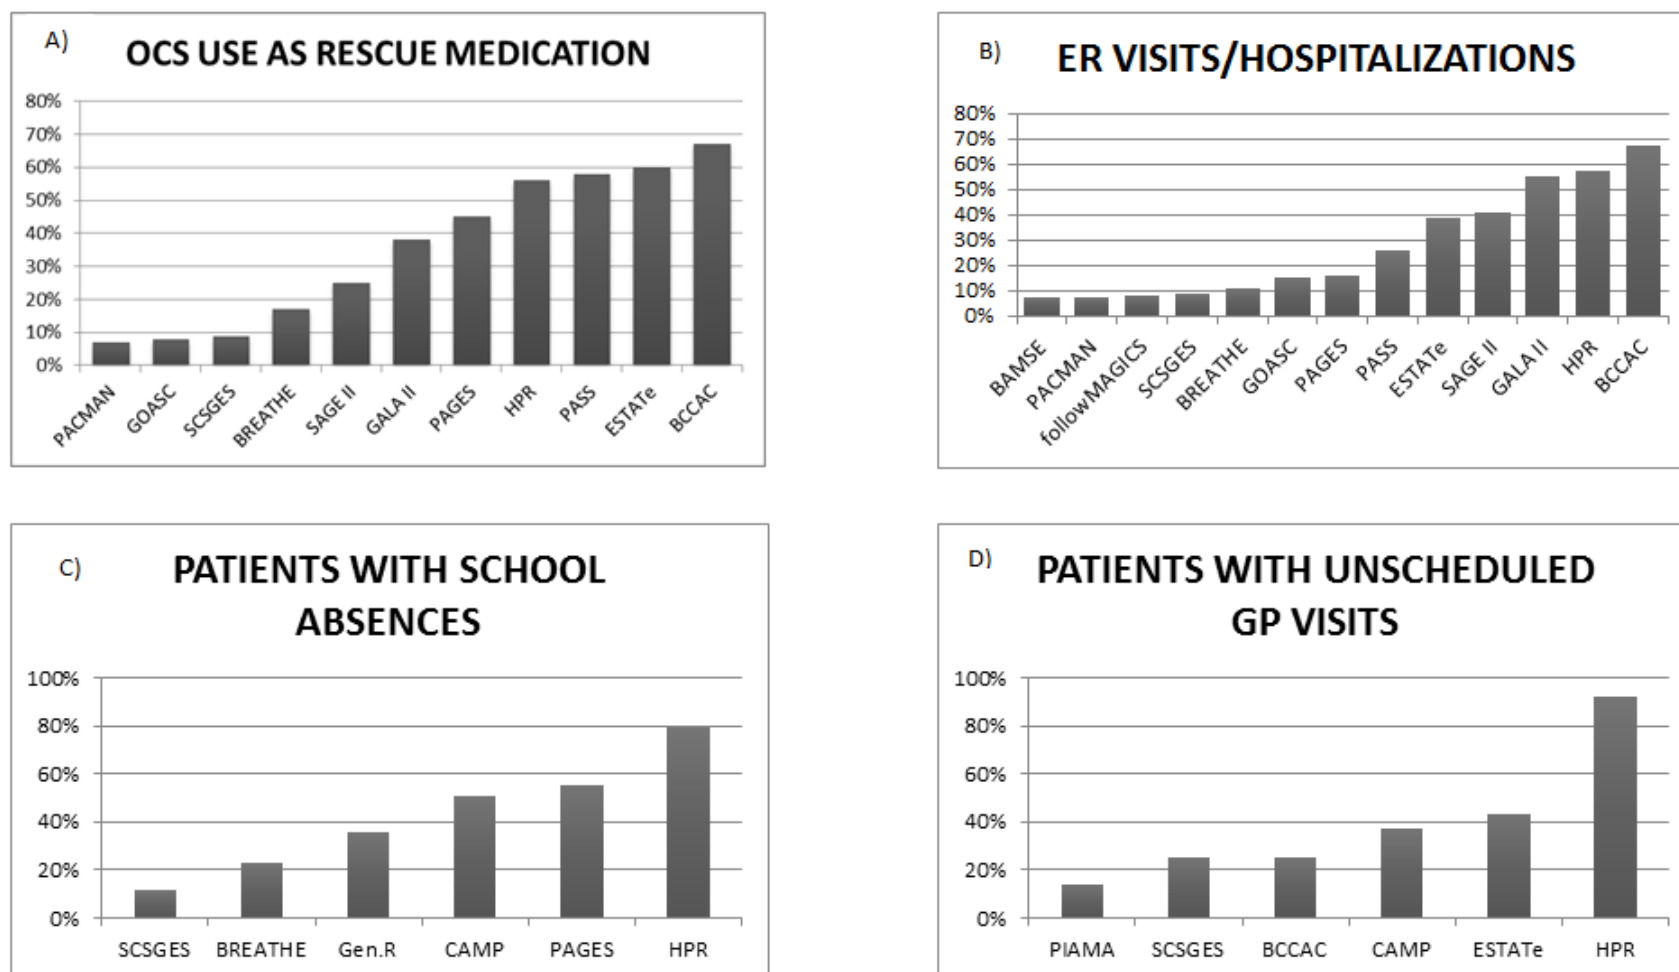 A)
OCS USE AS RESCUE MEDICATION
80%
70%
60%
50%
40%
30%
20%
10%
0%
PACMAN GOASC SCSGES BREATHE SAGE II GALA II PAGES HPR PASS ESTATe BCCAC
B)
ER VISITS/HOSPITALIZATIONS
80%
70%
60%
50%
40%
30%
20%
10%
0%
BAMSE PACMAN followMAGICS SCSGES BREATHE GOASC PAGES PASS ESTATe SAGE II GALA II HPR BCCAC
C)
PATIENTS WITH SCHOOL
ABSENCES
100%
80%
60%
40%
20%
0%
SCSGES BREATHE Gen.R CAMP PAGES HPR
D)
PATIENTS WITH UNSCHEDULED
GP VISITS
100%
80%
60%
40%
20%
0%
PIAMA SCSGES BCCAC CAMP ESTATe HPR